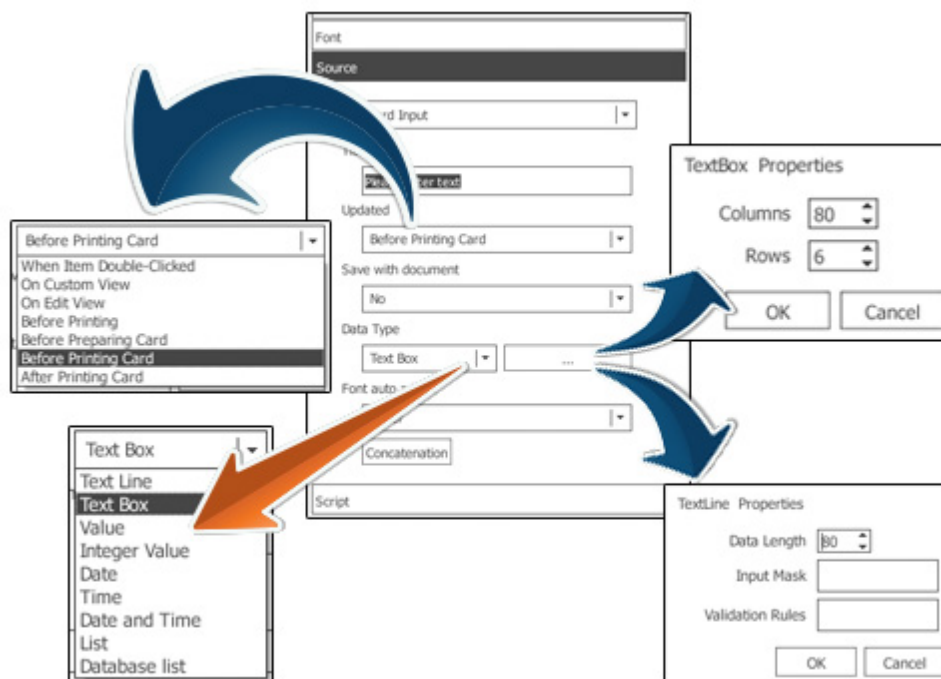 Font
Source
Input
Please ter text
Updated
Before Printing Card
Save with document
No
Data Type
Text Box ...
Font auto
Concatenation
Script
Before Printing Card
When Item Double-Clicked
On Custom View
On Edit View
Before Printing
Before Preparing Card
Before Printing Card
After Printing Card
Text Box
Text Line
Text Box
Value
Integer Value
Date
Time
Date and Time
List
Database list
TextBox Properties
Columns 80
Rows 6
OK Cancel
TextLine Properties
Data Length 80
Input Mask
Validation Rules
OK Cancel